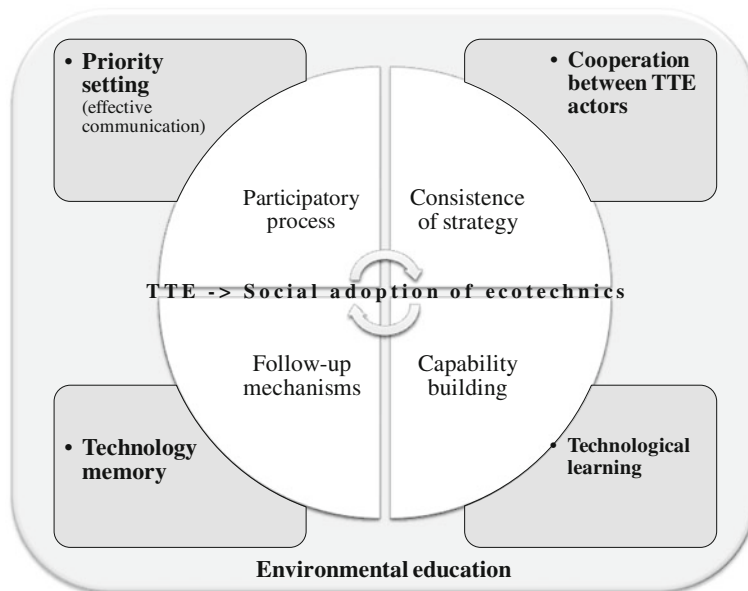 • Priority
setting
(effective
communication)
• Cooperation
between TTE
actors
Participatory
process
Consistence
of strategy
TTE -> Social adoption of ecotechnics
Follow-up
mechanisms
Capability
building
• Technology
memory
• Technological
learning
Environmental education